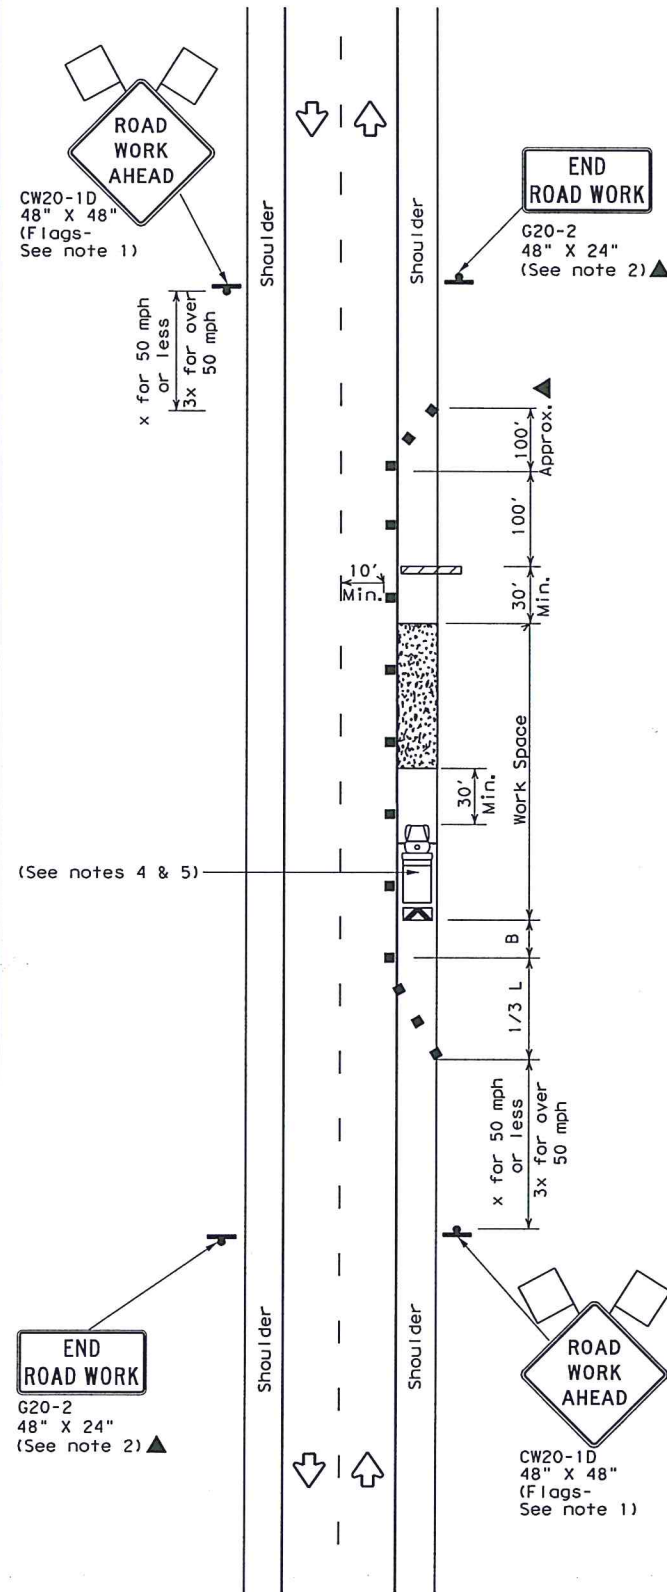 ROAD
WORK
AHEAD
CW20-1D
48" X 48"
(Flags-
See note 1)
Shoulder
Shoulder
END
ROAD WORK
G20-2
48" X 24"
(See note 2)
x for 50 mph
or less
3x for over
50 mph
100'
Approx.
100'
10'
Min.
30'
Min.
Work Space
30'
Min.
(See notes 4 & 5)
B
1/3 L
x for 50 mph
or less
3x for over
50 mph
END
ROAD WORK
G20-2
48" X 24"
(See note 2)
Shoulder
Shoulder
ROAD
WORK
AHEAD
CW20-1D
48" X 48"
(Flags-
See note 1)